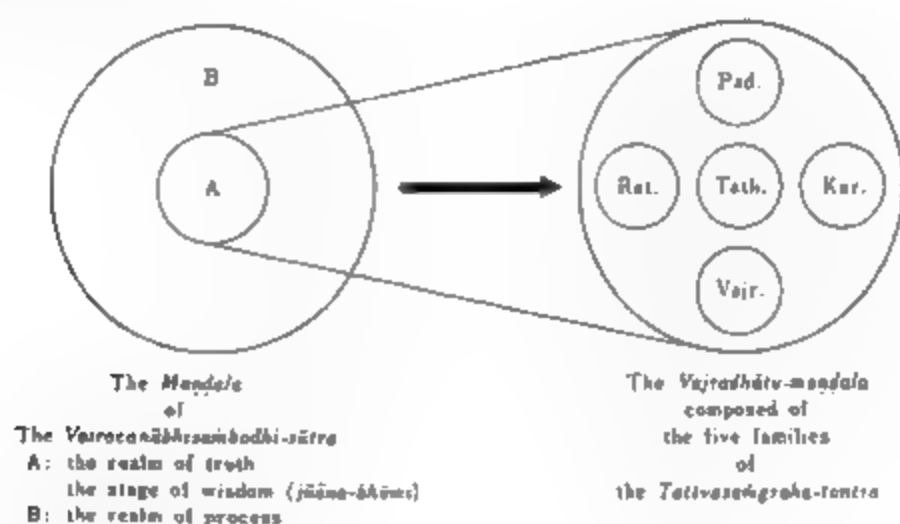 B
A
Pad.
Rat. Tath. Kar.
Vajr.
The Maṇḍala
of
The Vairocanābhisambodhi-sūtra
A: the realm of truth
the stage of wisdom (jñāna-bhūmi)
B: the realm of process
The Vajradhātu-maṇḍala
composed of
the five families
of
the Tattvasaṁgraha-tantra